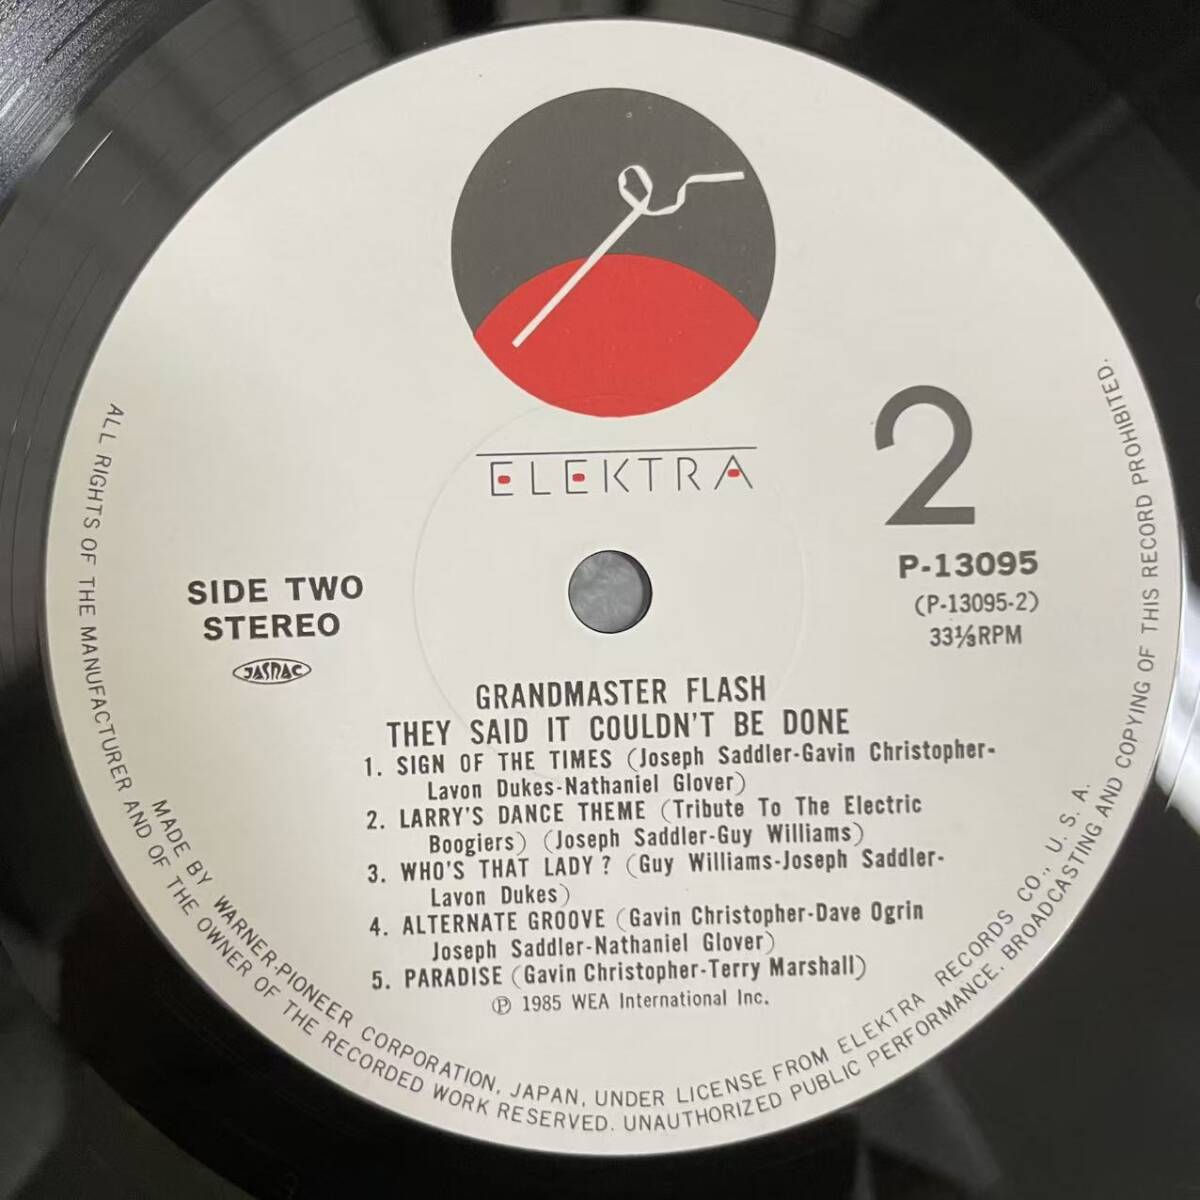 ELEKTRA
2
P-13095
(P-13095-2)
33⅓RPM
SIDE TWO
STEREO
JASRAC
GRANDMASTER FLASH
THEY SAID IT COULDN'T BE DONE
1. SIGN OF THE TIMES (Joseph Saddler-Gavin Christopher-
Lavon Dukes-Nathaniel Glover)
2. LARRY'S DANCE THEME (Tribute To The Electric
Boogiers) (Joseph Saddler-Guy Williams)
3. WHO'S THAT LADY? (Guy Williams-Joseph Saddler-
Lavon Dukes)
4. ALTERNATE GROOVE (Gavin Christopher-Dave Ogrin
Joseph Saddler-Nathaniel Glover)
5. PARADISE (Gavin Christopher-Terry Marshall)
Ⓟ 1985 WEA International Inc.
MADE BY WARNER-PIONEER CORPORATION, JAPAN, UNDER LICENSE FROM ELEKTRA RECORDS CO., U. S. A.
ALL RIGHTS OF THE MANUFACTURER AND OF THE OWNER OF THE RECORDED WORK RESERVED. UNAUTHORIZED PUBLIC PERFORMANCE, BROADCASTING AND COPYING OF THIS RECORD PROHIBITED.